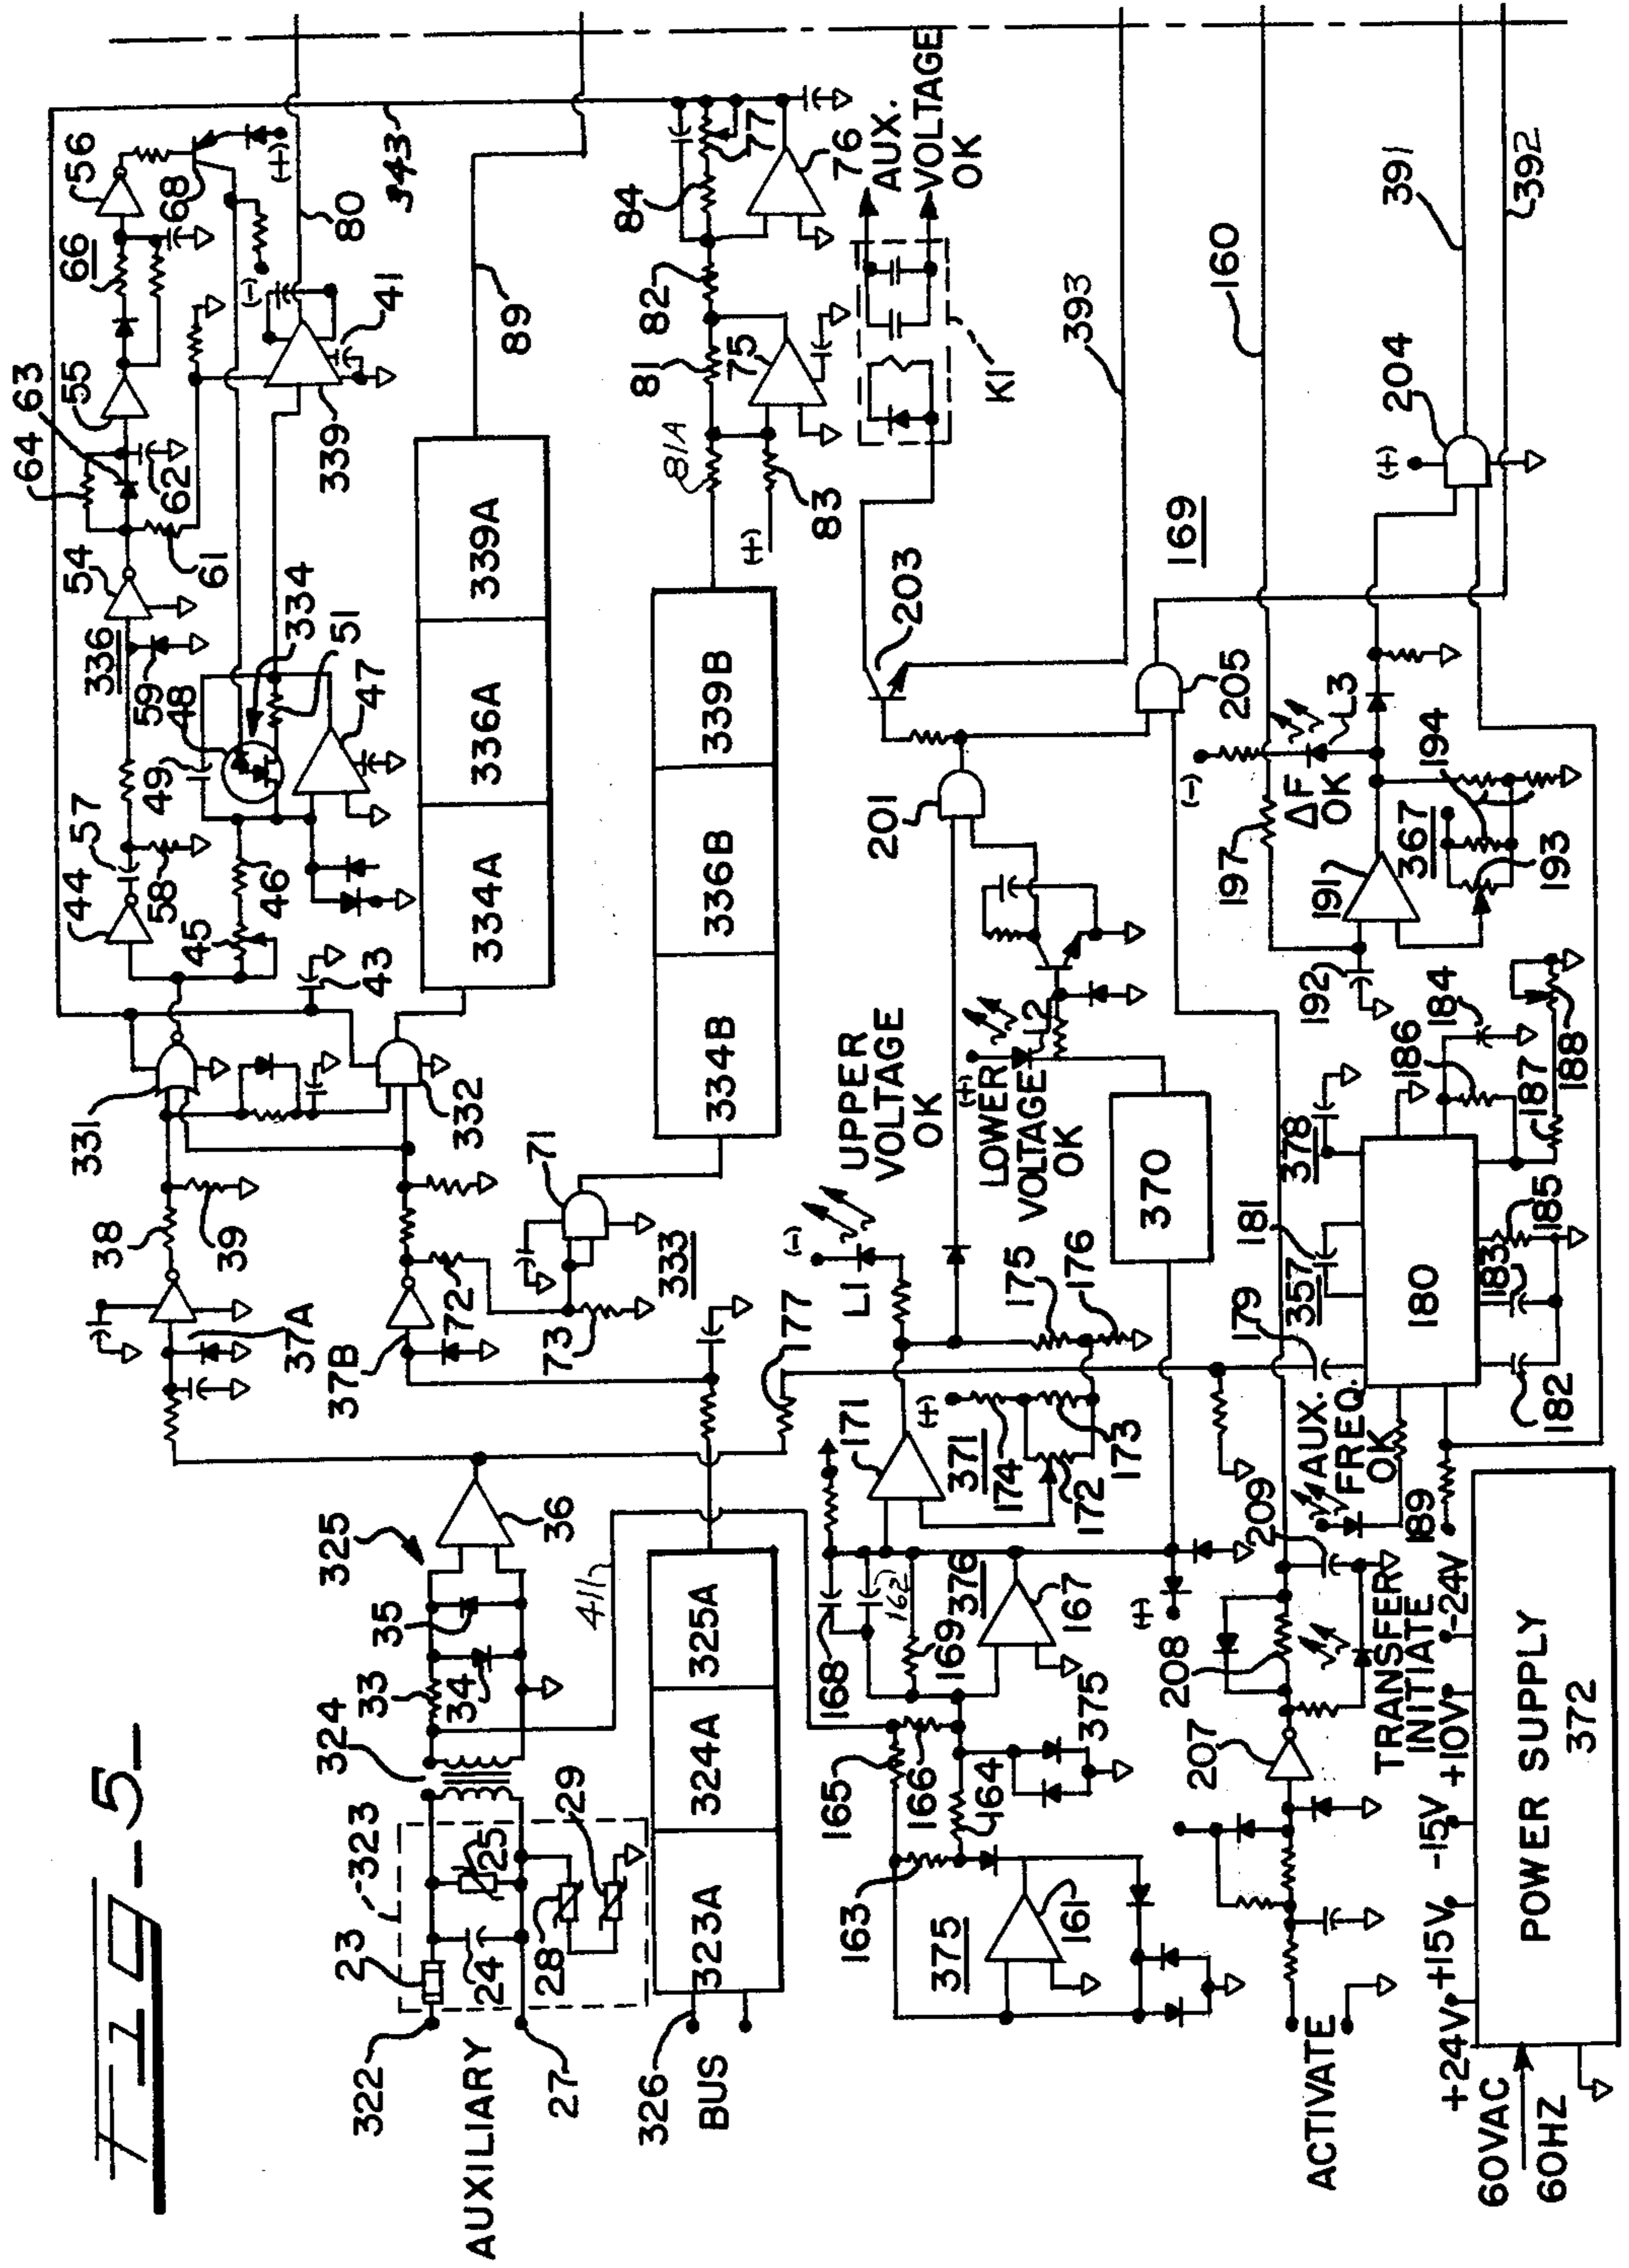 FIG-5-
331
44
57
336
54
64
63
55
66
56
58
59
48
61
62
68
38
45
49
334
51
47
339
41
80
343
39
46
43
37A
332
37B
72
71
334A
336A
339A
89
73
333
325
35
33
34
324
323
23
25
24
28
29
322
27
36
177
AUXILIARY
326
BUS
323A
324A
325A
411
334B
336B
339B
81A
83
(+)
81
82
84
75
76
77
AUX.
VOLTAGE
OK
K1
203
393
UPPER
VOLTAGE
OK
201
L1
(-)
LOWER
VOLTAGE
OK
L2
(+)
171
371
174
172
173
175
176
370
168
162
169
376
167
165
166
164
163
375
375
161
205
169
160
204
(+)
391
392
197
(-)
ΔF
OK
L3
191
367
194
193
192
ACTIVATE
207
208
209
TRANSFER
INITIATE
AUX.
FREQ.
OK
189
179
357
181
180
378
186
184
187
188
185
183
182
60VAC
60HZ
+24V
+15V
-15V
+10V
-24V
POWER SUPPLY
372
(+)
(-)
(+)
(+)